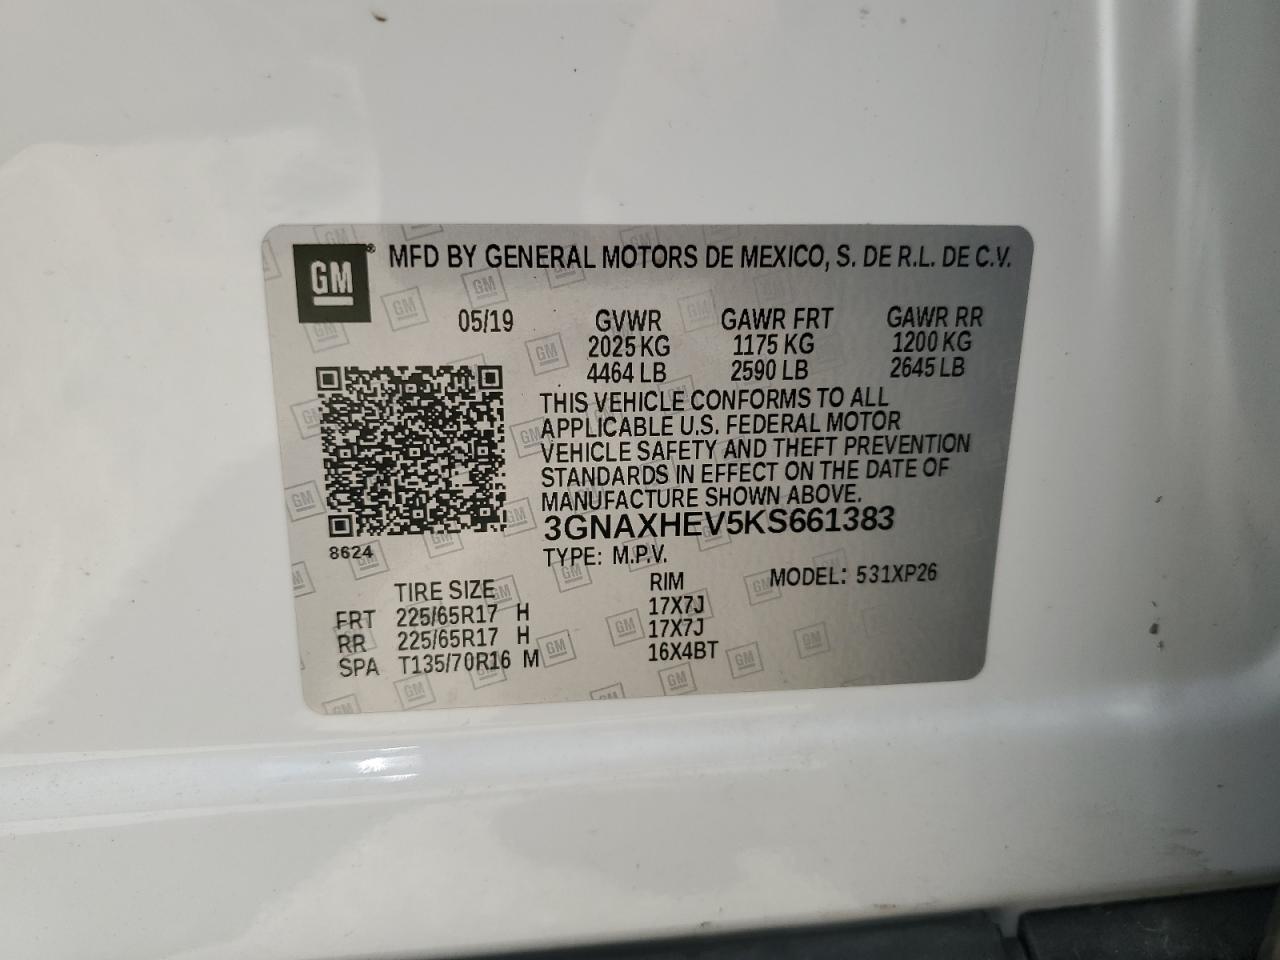 GM ® MFD BY GENERAL MOTORS DE MEXICO, S. DE R.L. DE C.V.
05/19 GVWR GAWR FRT GAWR RR
2025 KG 1175 KG 1200 KG
4464 LB 2590 LB 2645 LB
THIS VEHICLE CONFORMS TO ALL
APPLICABLE U.S. FEDERAL MOTOR
VEHICLE SAFETY AND THEFT PREVENTION
STANDARDS IN EFFECT ON THE DATE OF
MANUFACTURE SHOWN ABOVE.
3GNAXHEV5KS661383
8624 TYPE: M.P.V.
TIRE SIZE RIM MODEL: 531XP26
FRT 225/65R17 H 17X7J
RR 225/65R17 H 17X7J
SPA T135/70R16 M 16X4BT